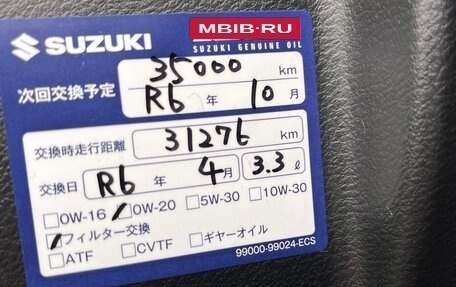 SUZUKI MBIB·RU
SUZUKI GENUINE OIL
次回交換予定 35000 km
R6 年 10 月
交換時走行距離 31276 km
交換日 R6 年 4 月 3.3 ℓ
0W-16 0W-20 5W-30 10W-30
フィルター交換
ATF CVTF ギヤーオイル
99000-99024-ECS